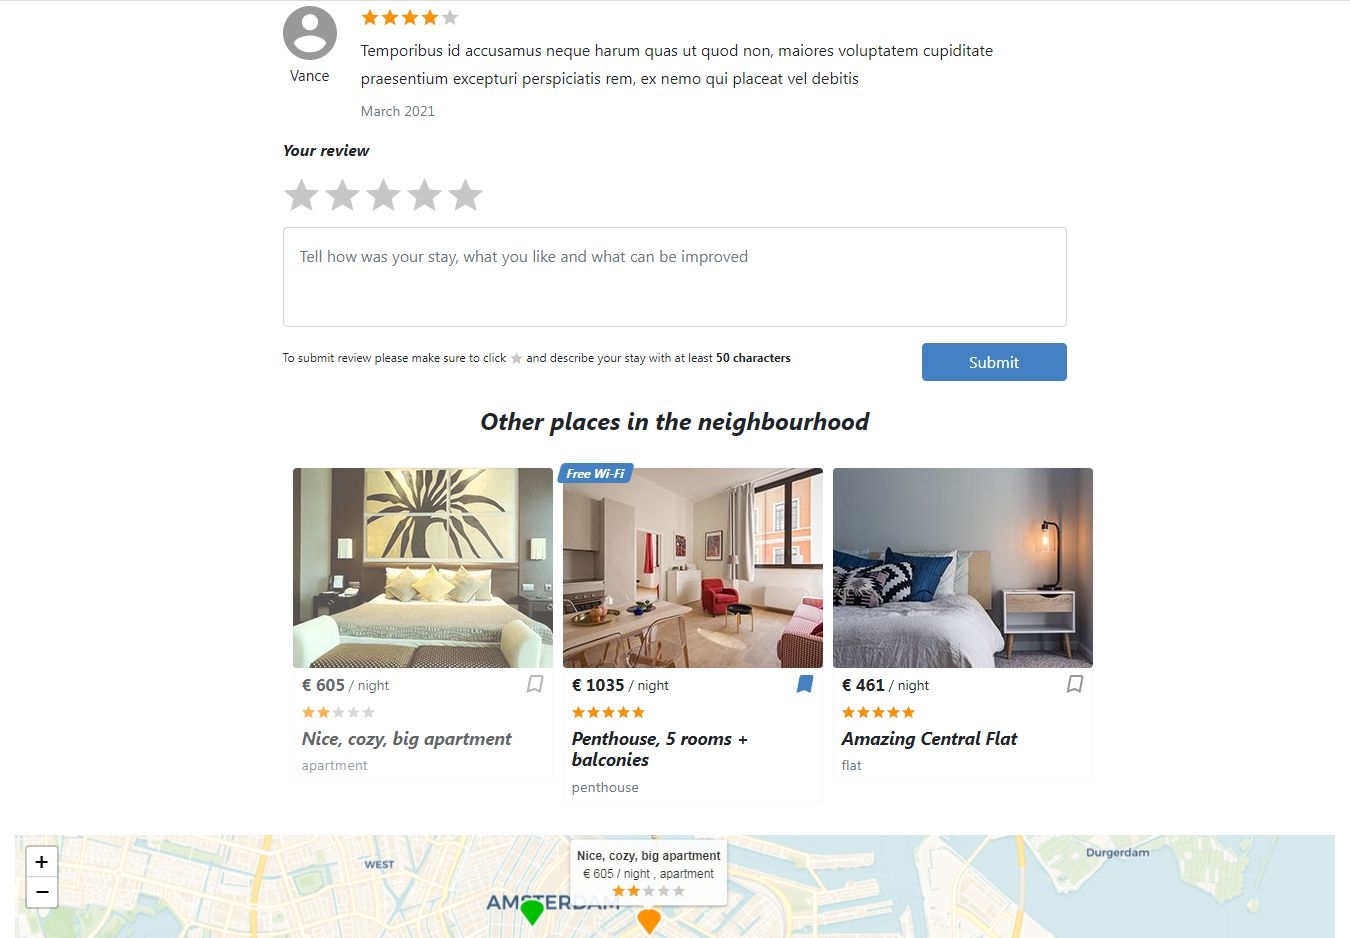 Vance
Temporibus id accusamus neque harum quas ut quod non, maiores voluptatem cupiditate
praesentium excepturi perspiciatis rem, ex nemo qui placeat vel debitis
March 2021
Your review
Tell how was your stay, what you like and what can be improved
To submit review please make sure to click and describe your stay with at least 50 characters
Submit
Other places in the neighbourhood
€ 605 / night
Nice, cozy, big apartment
apartment
Free Wi-Fi
€ 1035 / night
Penthouse, 5 rooms +
balconies
penthouse
€ 461 / night
Amazing Central Flat
flat
+
−
WEST
Nice, cozy, big apartment
€ 605 / night , apartment
AMSTERDAM
Durgerdam